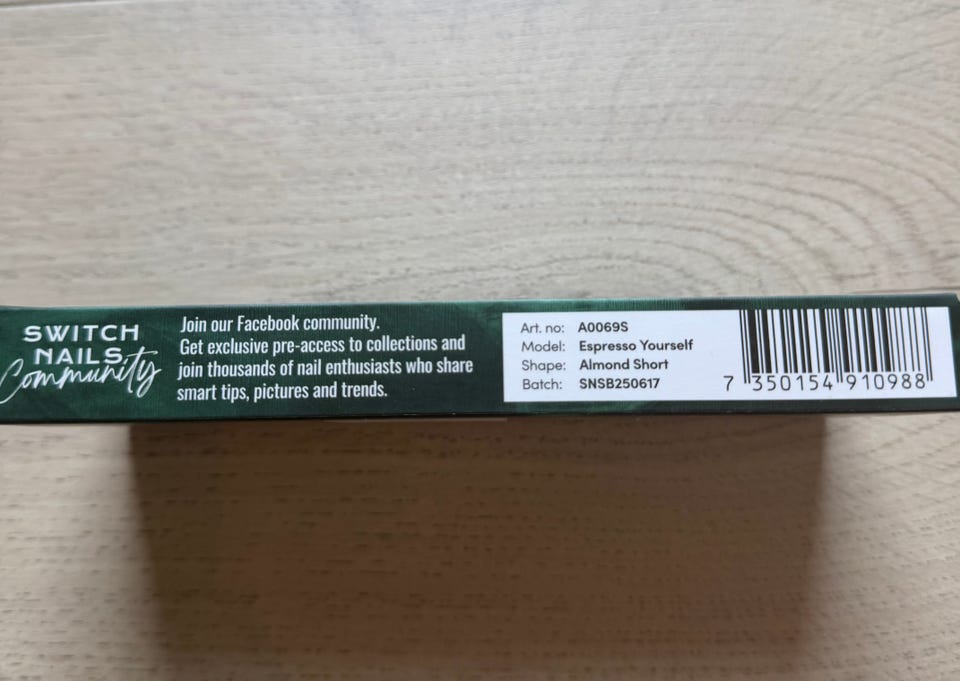 SWITCH
NAILS
Community
Join our Facebook community.
Get exclusive pre-access to collections and
join thousands of nail enthusiasts who share
smart tips, pictures and trends.
Art. no: A0069S
Model: Espresso Yourself
Shape: Almond Short
Batch: SNSB250617
7 350154 910988